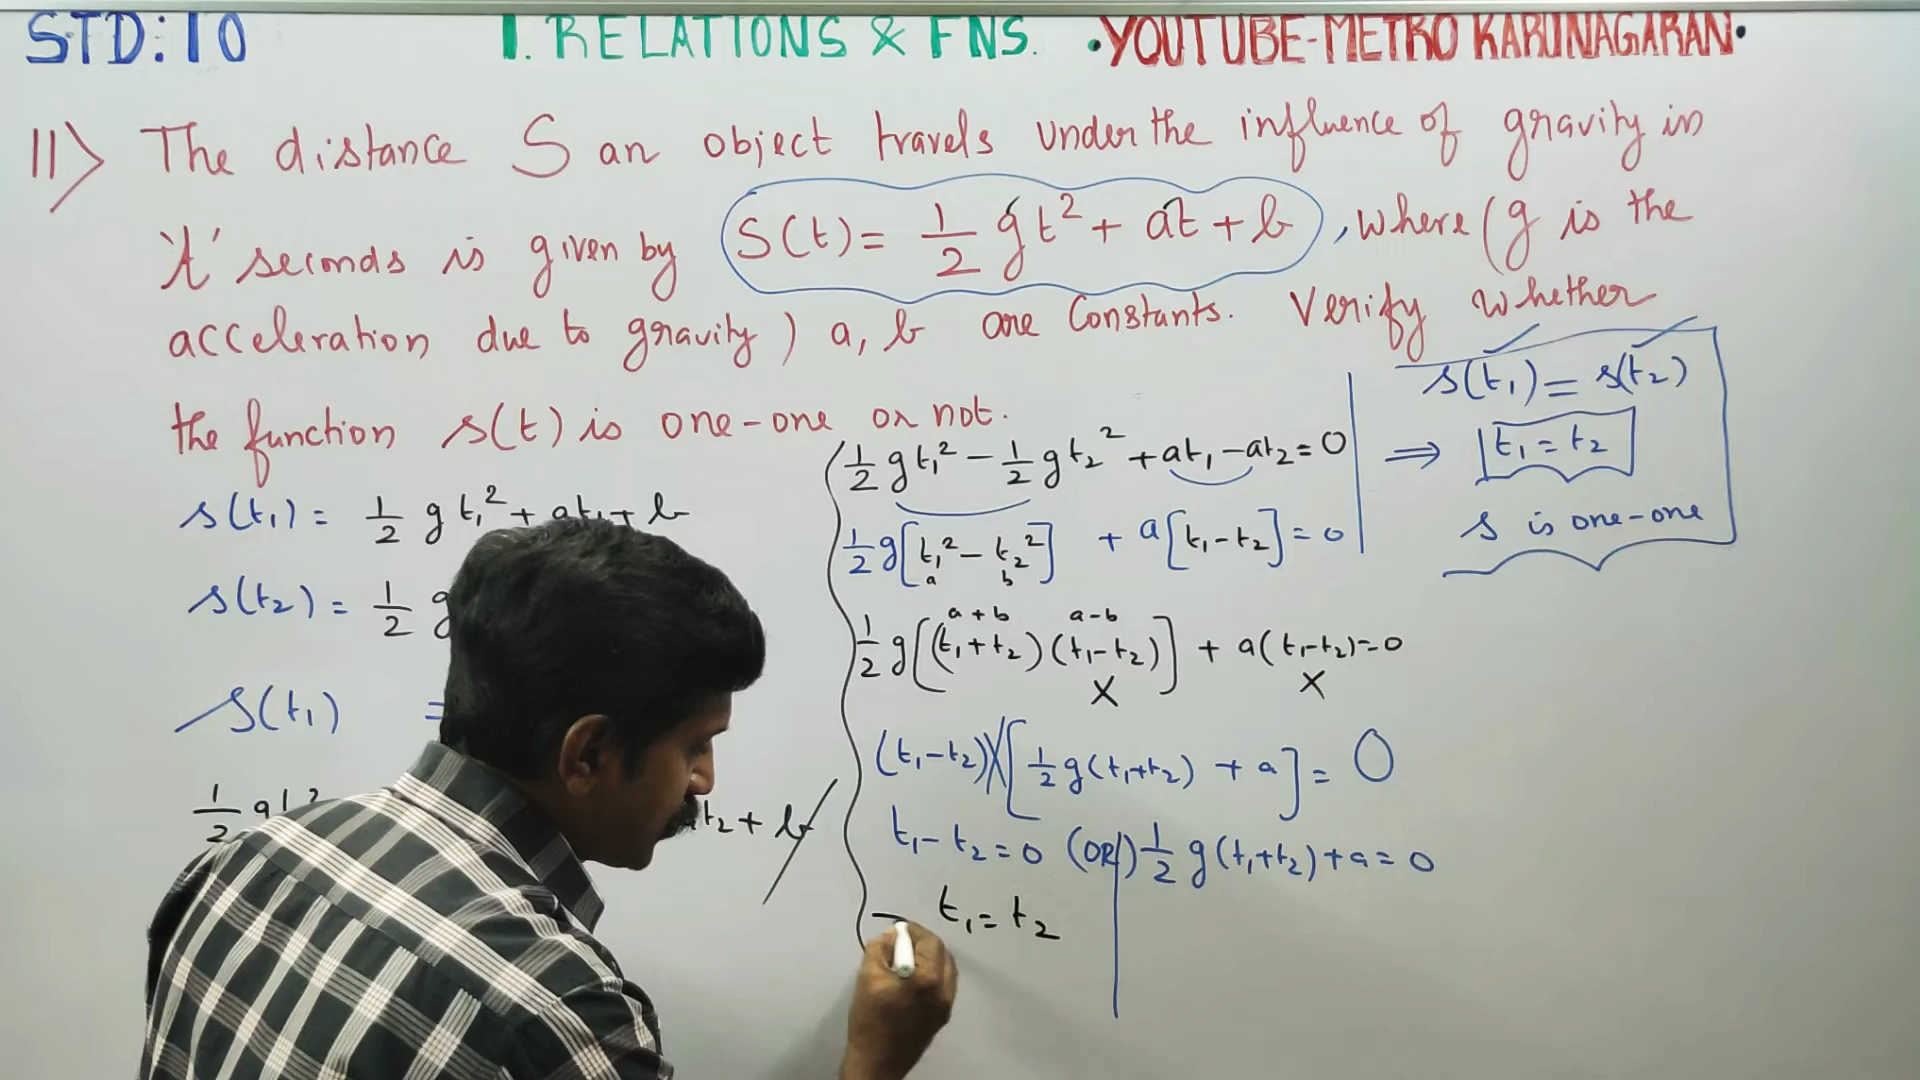 STD: 10 1. RELATIONS & FNS. • YOUTUBE-METRO KARUNAGARAN •
11) The distance S an object travels under the influence of gravity in
't' seconds is given by S(t) = 1/2 gt² + at + b, where (g is the
acceleration due to gravity) a, b are Constants. Verify whether
the function s(t) is one-one or not.
s(t₁) = 1/2 g t₁² + at₁ + b
s(t₂) = 1/2 g
S(t₁) =
1/2 gt₁² t₂ + b
1/2 gt₁² - 1/2 gt₂² + at₁ - at₂ = 0
1/2 g[t₁² - t₂²] + a[t₁ - t₂] = 0
a b
a + b a - b
1/2 g[(t₁ + t₂)(t₁ - t₂)] + a(t₁ - t₂) = 0
X X
(t₁ - t₂) X [1/2 g(t₁ + t₂) + a] = 0
t₁ - t₂ = 0 (OR) 1/2 g(t₁ + t₂) + a = 0
t₁ = t₂
s(t₁) = s(t₂)
⇒ t₁ = t₂
s is one-one